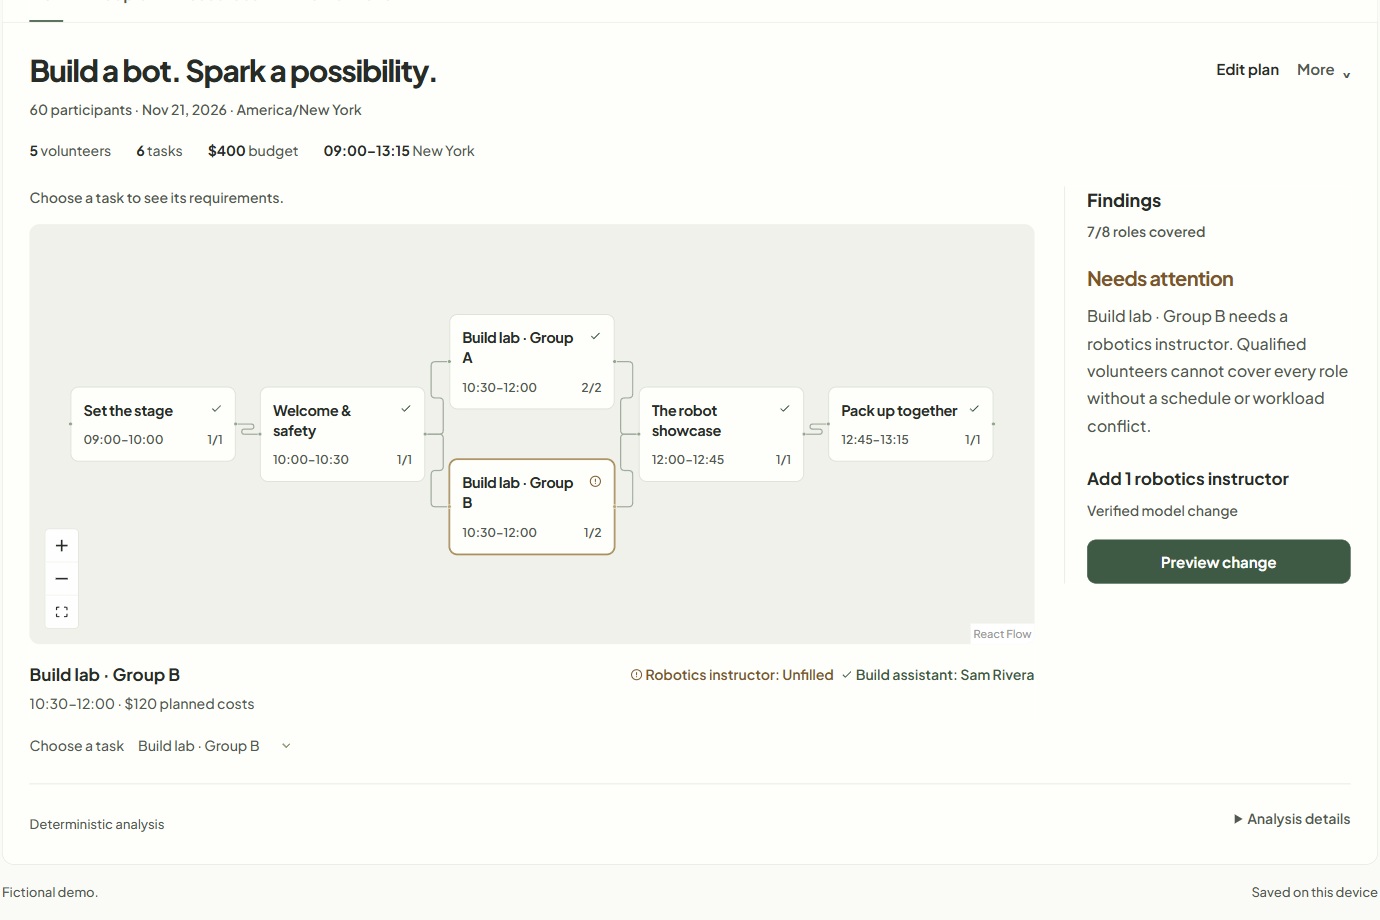 Build a bot. Spark a possibility.
Edit plan
More
60 participants · Nov 21, 2026 · America/New York
5 volunteers 6 tasks $400 budget 09:00–13:15 New York
Choose a task to see its requirements.
Set the stage
09:00–10:00 1/1
Welcome &
safety
10:00–10:30 1/1
Build lab · Group
A
10:30–12:00 2/2
Build lab · Group
B
10:30–12:00 1/2
The robot
showcase
12:00–12:45 1/1
Pack up together
12:45–13:15 1/1
React Flow
Findings
7/8 roles covered
Needs attention
Build lab · Group B needs a
robotics instructor. Qualified
volunteers cannot cover every role
without a schedule or workload
conflict.
Add 1 robotics instructor
Verified model change
Preview change
Build lab · Group B
Robotics instructor: Unfilled Build assistant: Sam Rivera
10:30–12:00 · $120 planned costs
Choose a task Build lab · Group B
Deterministic analysis
Analysis details
Fictional demo.
Saved on this device